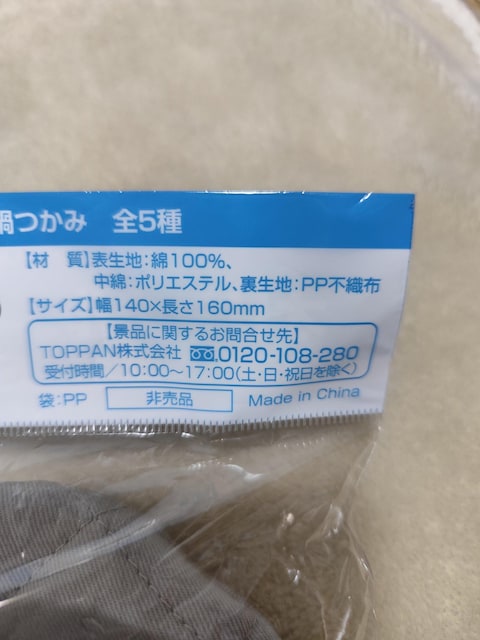 鍋つかみ 全5種
【材 質】表生地:綿100%、
中綿:ポリエステル、裏生地:PP不織布
【サイズ】幅140×長さ160mm
【景品に関するお問合せ先】
TOPPAN株式会社 0120-108-280
受付時間/10:00~17:00(土・日・祝日を除く)
袋:PP 非売品 Made in China